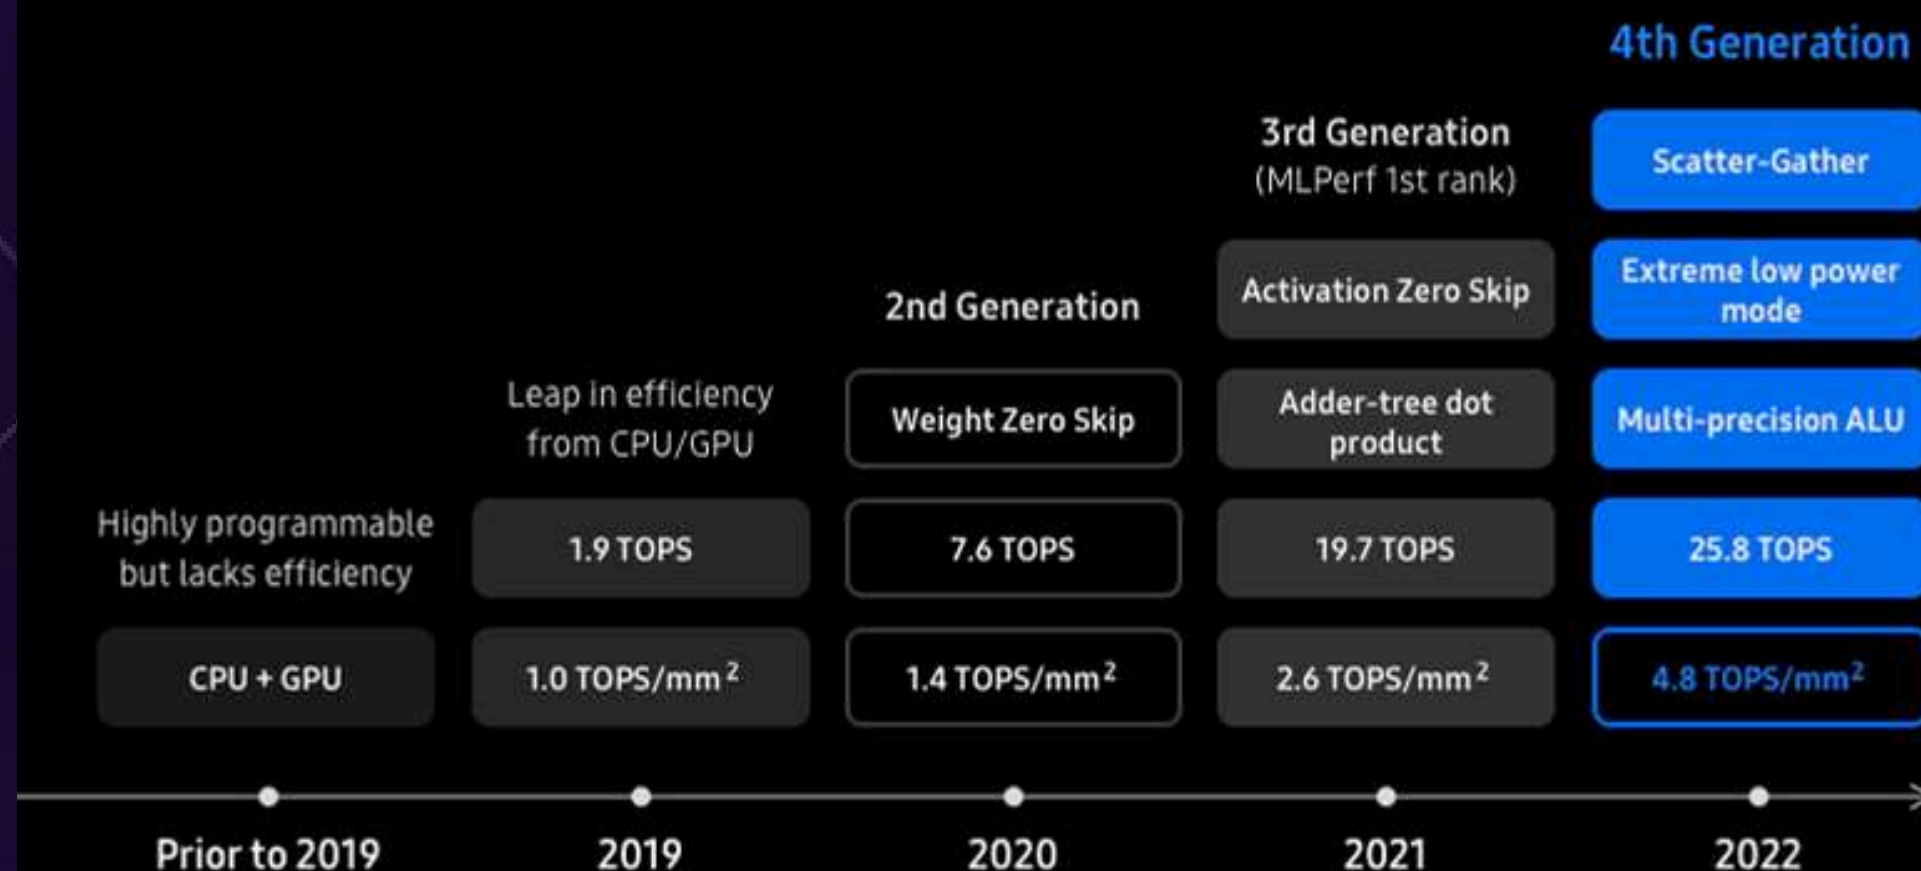 4th Generation
Scatter-Gather
Extreme low power
mode
Multi-precision ALU
25.8 TOPS
4.8 TOPS/mm²
3rd Generation
(MLPerf 1st rank)
Activation Zero Skip
Adder-tree dot
product
19.7 TOPS
2.6 TOPS/mm²
2nd Generation
Weight Zero Skip
7.6 TOPS
1.4 TOPS/mm²
Leap in efficiency
from CPU/GPU
1.9 TOPS
1.0 TOPS/mm²
Highly programmable
but lacks efficiency
CPU + GPU
Prior to 2019
2019
2020
2021
2022